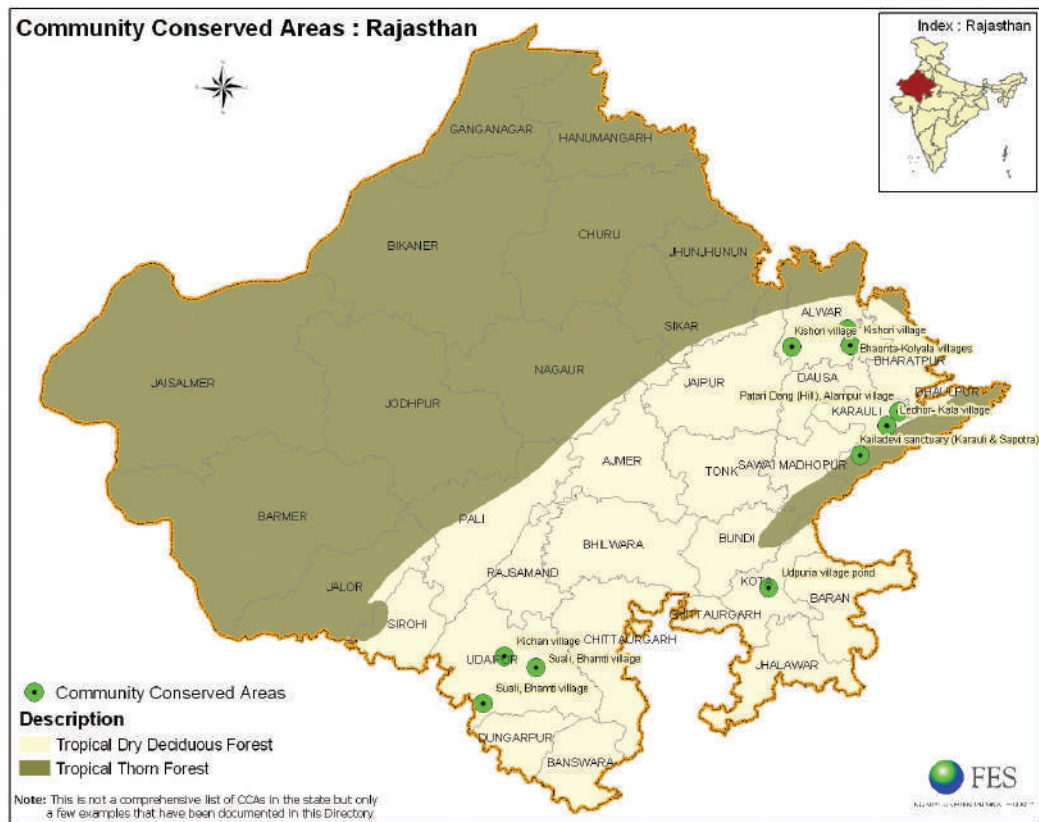 Community Conserved Areas : Rajasthan
Index : Rajasthan
GANGANAGAR
HANUMANGARH
BIKANER
CHURU
JHUNJHUNUN
SIKAR
ALWAR
Kishori village
Kishori village
Bhaonta-Kolyala villages
BHARATPUR
JAISALMER
JODHPUR
NAGAUR
JAIPUR
DAUSA
DHAULPUR
Patari Dang (Hill), Alampur village
KARAULI
Ledhor- Kala village
Kailadevi sanctuary (Karauli & Sapotra)
AJMER
TONK
SAWAI MADHOPUR
BARMER
PALI
BHILWARA
BUNDI
JALOR
RAJSAMAND
Udpuria village pond
KOTA
BARAN
SIROHI
CHITTAURGARH
CHITTAURGARH
Kichan village
UDAIPUR
Suali, Bhamti village
JHALAWAR
Suali, Bhamti village
DUNGARPUR
BANSWARA
Community Conserved Areas
Description
Tropical Dry Deciduous Forest
Tropical Thorn Forest
Note: This is not a comprehensive list of CCAs in the state but only
a few examples that have been documented in this Directory
FES